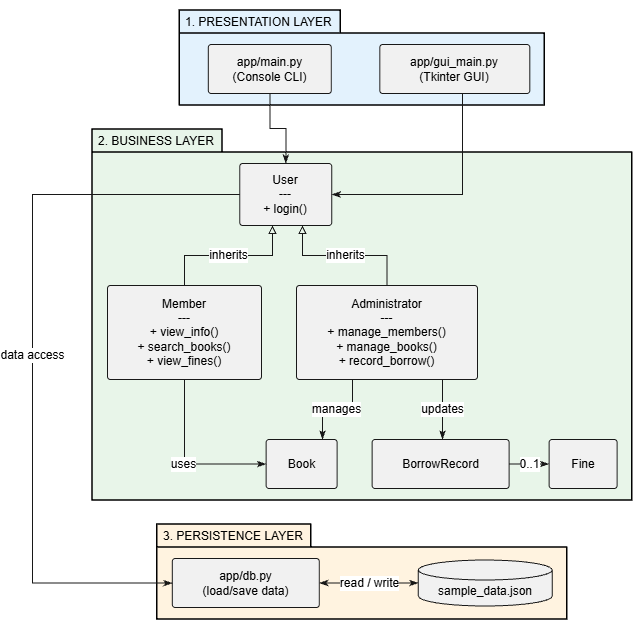 1. PRESENTATION LAYER
app/main.py
(Console CLI)
app/gui_main.py
(Tkinter GUI)
2. BUSINESS LAYER
User
---
+ login()
inherits
inherits
Member
---
+ view_info()
+ search_books()
+ view_fines()
Administrator
---
+ manage_members()
+ manage_books()
+ record_borrow()
data access
manages
updates
uses
Book
BorrowRecord
0..1
Fine
3. PERSISTENCE LAYER
app/db.py
(load/save data)
read / write
sample_data.json